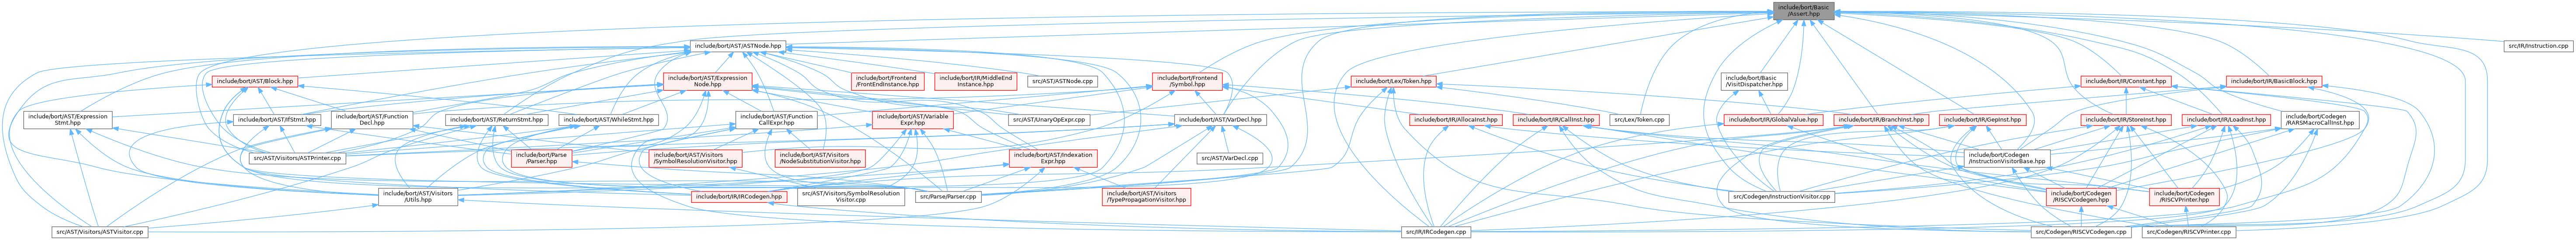 include/bort/Basic
/Assert.hpp
include/bort/AST/ASTNode.hpp
src/IR/Instruction.cpp
include/bort/AST/Block.hpp
include/bort/AST/Expression
Node.hpp
include/bort/Frontend
/FrontEndInstance.hpp
include/bort/IR/MiddleEnd
Instance.hpp
src/AST/ASTNode.cpp
include/bort/Frontend
/Symbol.hpp
include/bort/Lex/Token.hpp
include/bort/Basic
/VisitDispatcher.hpp
include/bort/IR/Constant.hpp
include/bort/IR/BasicBlock.hpp
include/bort/AST/Expression
Stmt.hpp
include/bort/AST/IfStmt.hpp
include/bort/AST/Function
Decl.hpp
include/bort/AST/ReturnStmt.hpp
include/bort/AST/WhileStmt.hpp
include/bort/AST/Function
CallExpr.hpp
include/bort/AST/Variable
Expr.hpp
src/AST/UnaryOpExpr.cpp
include/bort/AST/VarDecl.hpp
include/bort/IR/AllocaInst.hpp
include/bort/IR/CallInst.hpp
src/Lex/Token.cpp
include/bort/IR/GlobalValue.hpp
include/bort/IR/BranchInst.hpp
include/bort/IR/GepInst.hpp
include/bort/IR/StoreInst.hpp
include/bort/IR/LoadInst.hpp
include/bort/Codegen
/RARSMacroCallInst.hpp
src/AST/Visitors/ASTPrinter.cpp
include/bort/Parse
/Parser.hpp
include/bort/AST/Visitors
/SymbolResolutionVisitor.hpp
include/bort/AST/Visitors
/NodeSubstitutionVisitor.hpp
include/bort/AST/Indexation
Expr.hpp
src/AST/VarDecl.cpp
include/bort/Codegen
/InstructionVisitorBase.hpp
include/bort/AST/Visitors
/Utils.hpp
include/bort/IR/IRCodegen.hpp
src/AST/Visitors/SymbolResolution
Visitor.cpp
src/Parse/Parser.cpp
include/bort/AST/Visitors
/TypePropagationVisitor.hpp
src/Codegen/InstructionVisitor.cpp
include/bort/Codegen
/RISCVCodegen.hpp
include/bort/Codegen
/RISCVPrinter.hpp
src/AST/Visitors/ASTVisitor.cpp
src/IR/IRCodegen.cpp
src/Codegen/RISCVCodegen.cpp
src/Codegen/RISCVPrinter.cpp